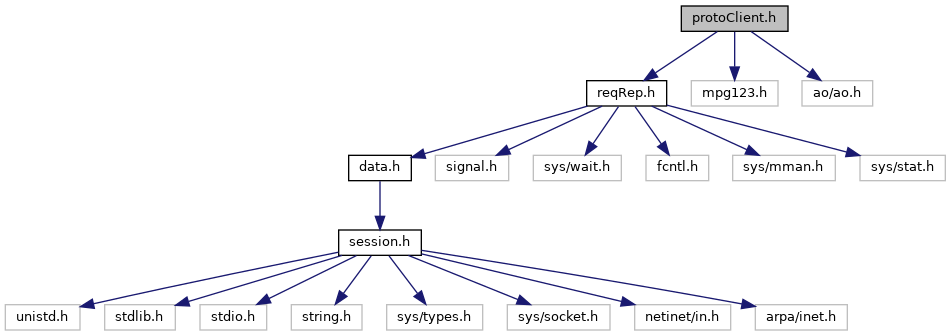 protoClient.h
reqRep.h
mpg123.h
ao/ao.h
data.h
signal.h
sys/wait.h
fcntl.h
sys/mman.h
sys/stat.h
session.h
unistd.h
stdlib.h
stdio.h
string.h
sys/types.h
sys/socket.h
netinet/in.h
arpa/inet.h